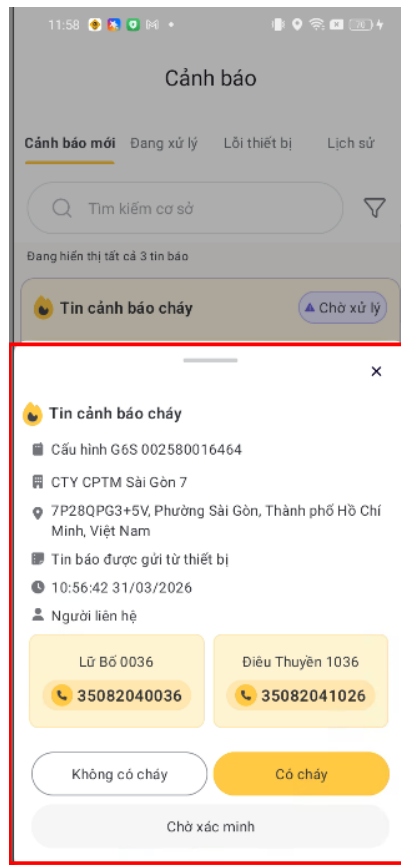 11:58
26
Cảnh báo
Cảnh báo mới Đang xử lý Lỗi thiết bị Lịch sử
Tìm kiếm cơ sở
Đang hiển thị tất cả 3 tin báo
Tin cảnh báo cháy
Chờ xử lý
Tin cảnh báo cháy
Cấu hình G6S 002580016464
CTY CPTM Sài Gòn 7
7P28QPG3+5V, Phường Sài Gòn, Thành phố Hồ Chí
Minh, Việt Nam
Tin báo được gửi từ thiết bị
10:56:42 31/03/2026
Người liên hệ
Lữ Bố 0036
35082040036
Điêu Thuyền 1036
35082041026
Không có cháy
Có cháy
Chờ xác minh